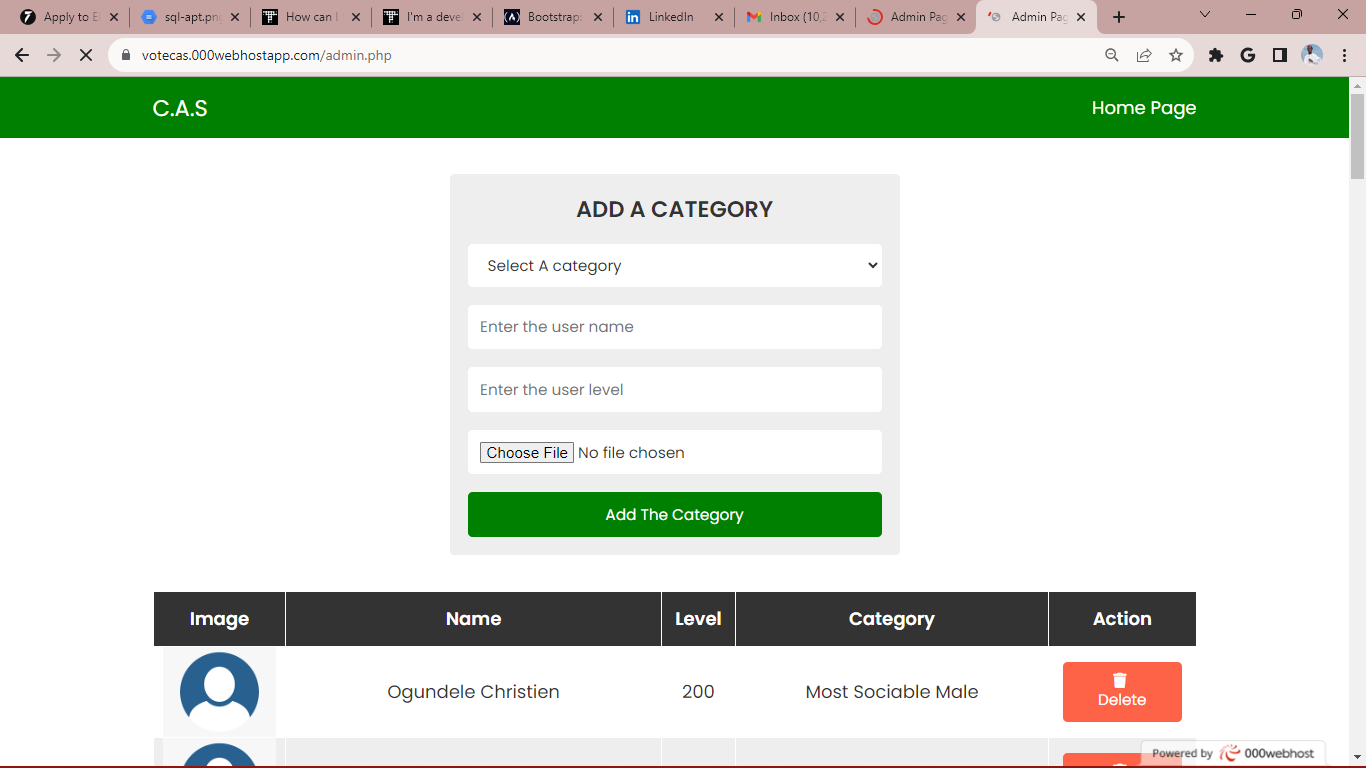 Apply to E
sql-apt.pn
How can I
I'm a deve
Bootstrap
LinkedIn
Inbox (10,2
Admin Pag
Admin Pag
votecas.000webhostapp.com/admin.php
C.A.S
Home Page
ADD A CATEGORY
Select A category
Enter the user name
Enter the user level
Choose File No file chosen
Add The Category
Image Name Level Category Action
Ogundele Christien 200 Most Sociable Male Delete
Powered by 000webhost